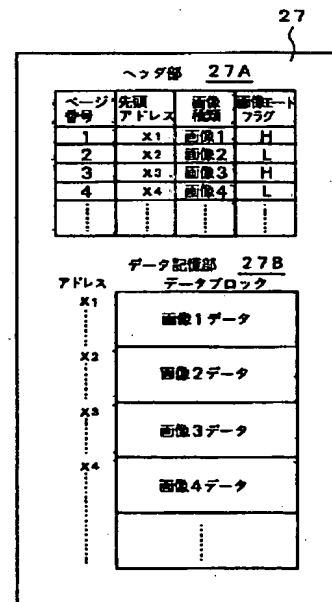 27
ヘッダ部 27A
ページ番号 先頭アドレス 画像種類 画像モードフラグ
1 X1 画像1 H
2 X2 画像2 L
3 X3 画像3 H
4 X4 画像4 L
データ記憶部 27B
アドレス データブロック
X1 画像1データ
X2 画像2データ
X3 画像3データ
X4 画像4データ